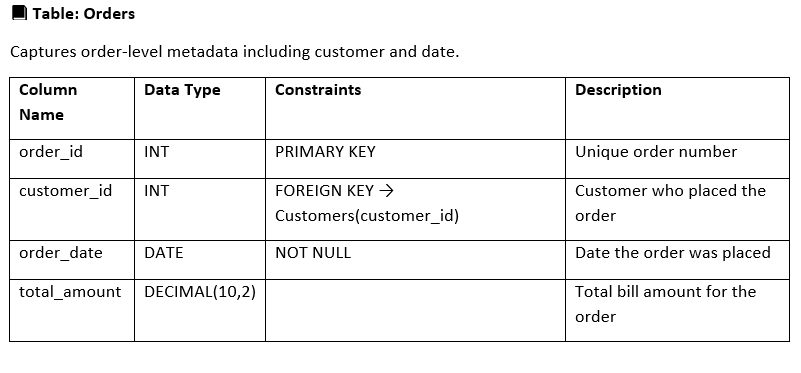 Table: Orders
Captures order-level metadata including customer and date.
Column Name Data Type Constraints Description
order_id INT PRIMARY KEY Unique order number
customer_id INT FOREIGN KEY → Customers(customer_id) Customer who placed the order
order_date DATE NOT NULL Date the order was placed
total_amount DECIMAL(10,2) Total bill amount for the order